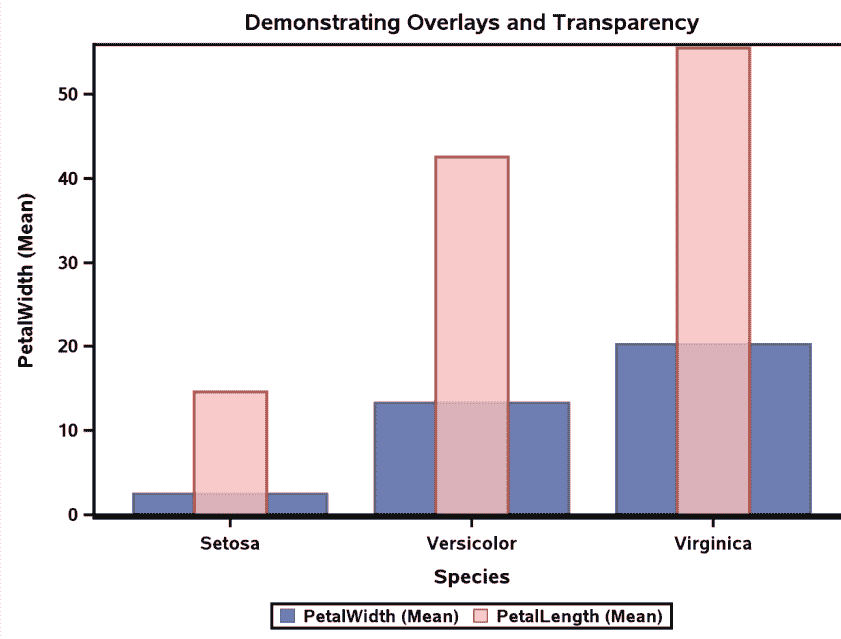 Demonstrating Overlays and Transparency
PetalWidth (Mean)
50
40
30
20
10
0
Setosa Versicolor Virginica
Species
PetalWidth (Mean) PetalLength (Mean)